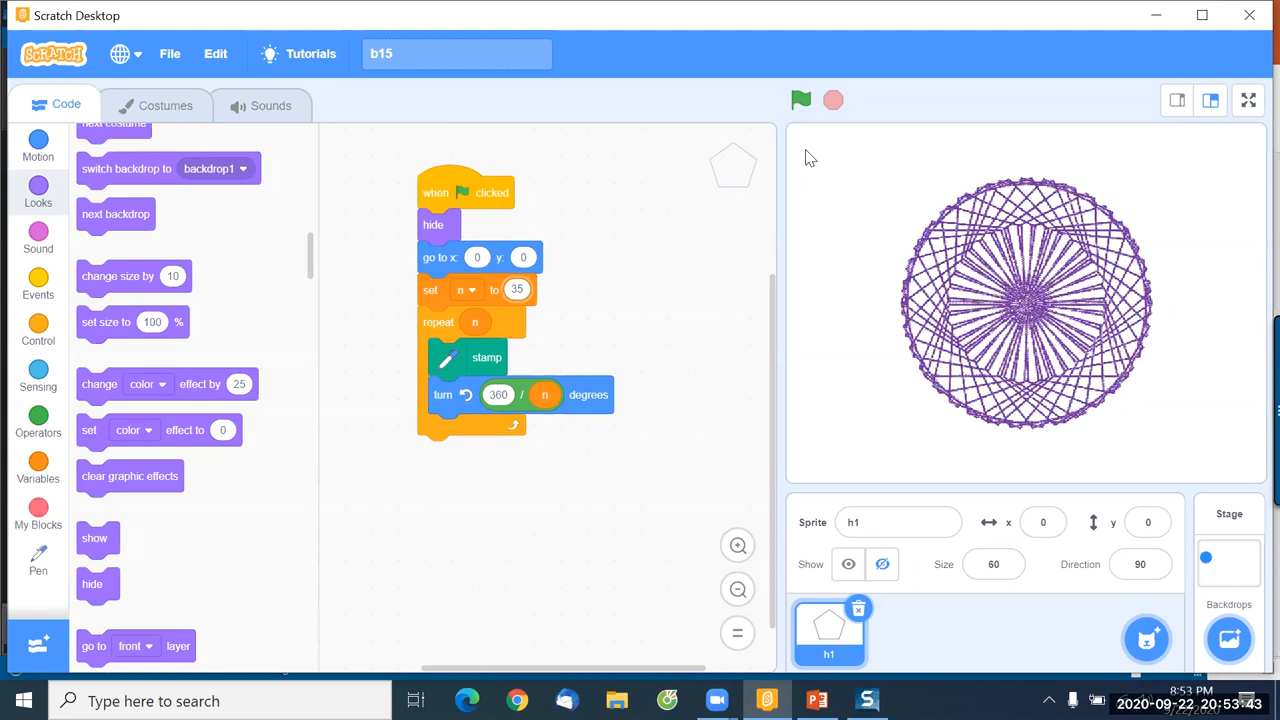 Scratch Desktop
SCRATCH File Edit Tutorials b15
Code Costumes Sounds
Motion
Looks
Sound
Events
Control
Sensing
Operators
Variables
My Blocks
Pen
next costume
switch backdrop to backdrop1
next backdrop
change size by 10
set size to 100 %
change color effect by 25
set color effect to 0
clear graphic effects
show
hide
go to front layer
when clicked
hide
go to x: 0 y: 0
set n to 35
repeat n
stamp
turn 360 / n degrees
Sprite h1 x 0 y 0
Show Size 60 Direction 90
h1
Stage
Backdrops
Type here to search
8:53 PM
2020-09-22 20:53:43